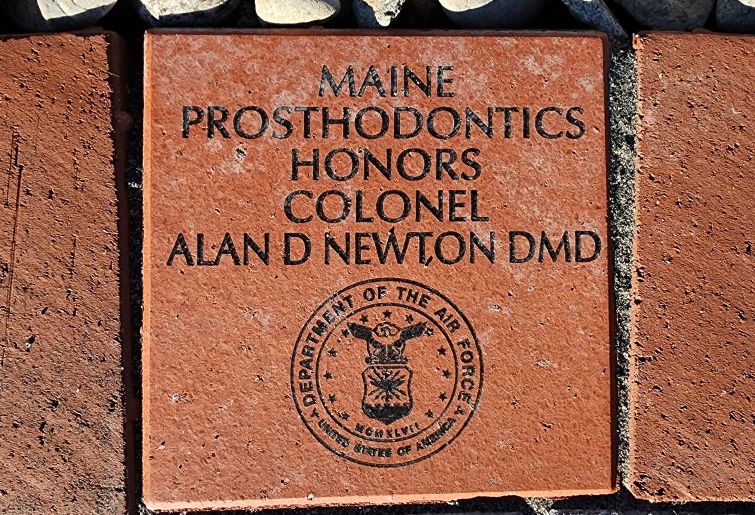 MAINE
PROSTHODONTICS
HONORS
COLONEL
ALAN D NEWTON DMD
DEPARTMENT OF THE AIR FORCE
MCMXLVII
UNITED STATES OF AMERICA